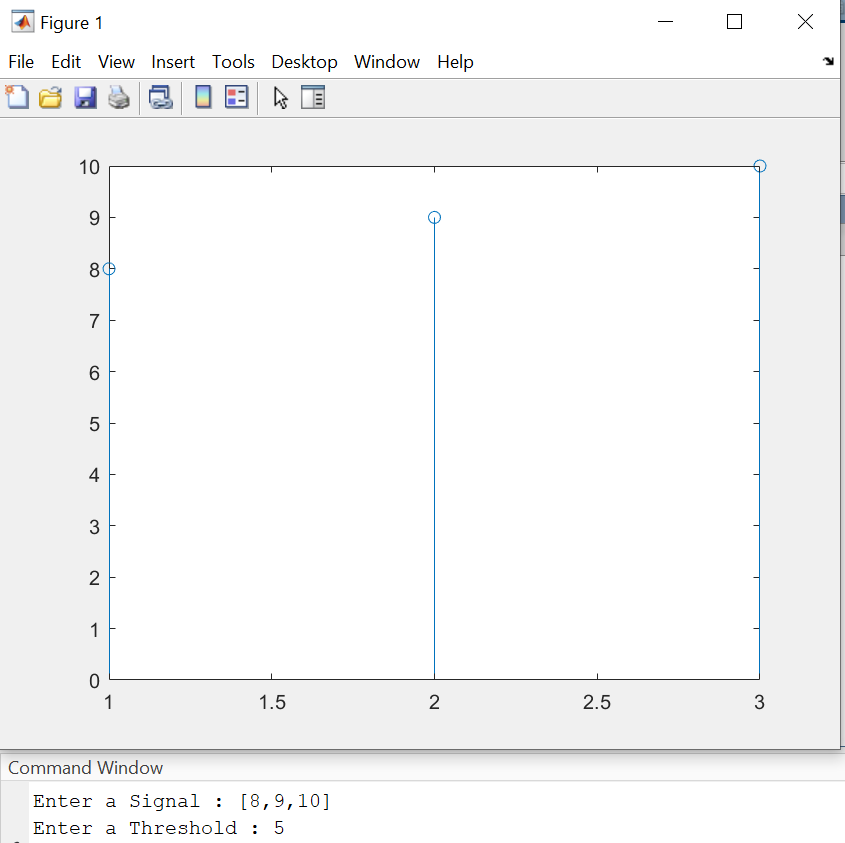 Figure 1
File Edit View Insert Tools Desktop Window Help
10
9
8
7
6
5
4
3
2
1
0
1 1.5 2 2.5 3
Command Window
Enter a Signal : [8,9,10]
Enter a Threshold : 5